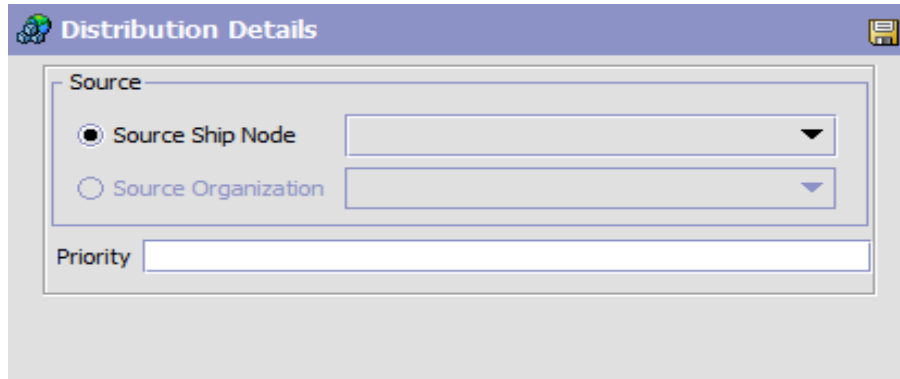 Distribution Details
Source
Source Ship Node
Source Organization
Priority